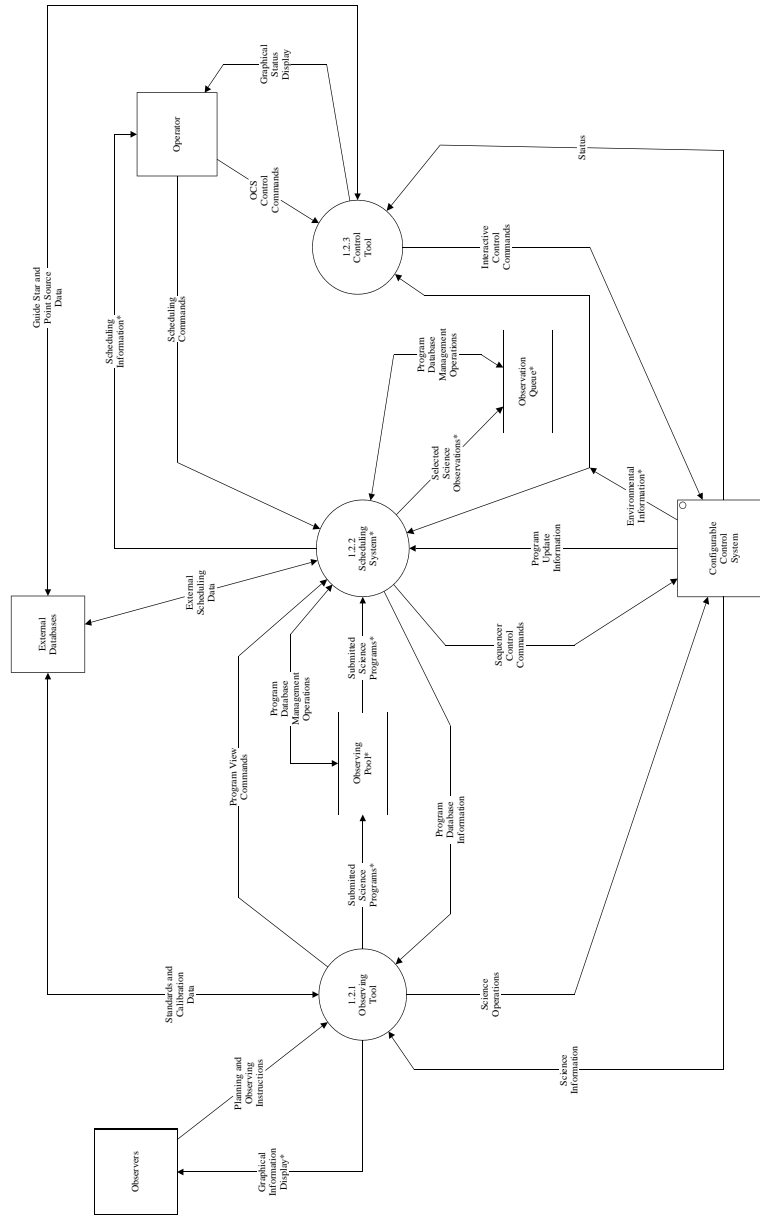 Observers
Planning and
Observing
Instructions
Graphical
Information
Display*
Standards and
Calibration
Data
1.2.1
Observing
Tool
Science
Operations
Science
Information
Program View
Commands
Submitted
Science
Programs*
Program
Database
Information
Observing
Pool*
Program
Database
Management
Operations
Submitted
Science
Programs*
External
Databases
External
Scheduling
Data
1.2.2
Scheduling
System*
Sequencer
Control
Commands
Program
Update
Information
Configurable
Control
System
Environmental
Information*
Selected
Science
Observations*
Program
Database
Management
Operations
Observation
Queue*
Guide Star and
Point Source
Data
Scheduling
Information*
Scheduling
Commands
1.2.3
Control
Tool
Interactive
Control
Commands
Operator
OCS
Control
Commands
Graphical
Status
Display
Status